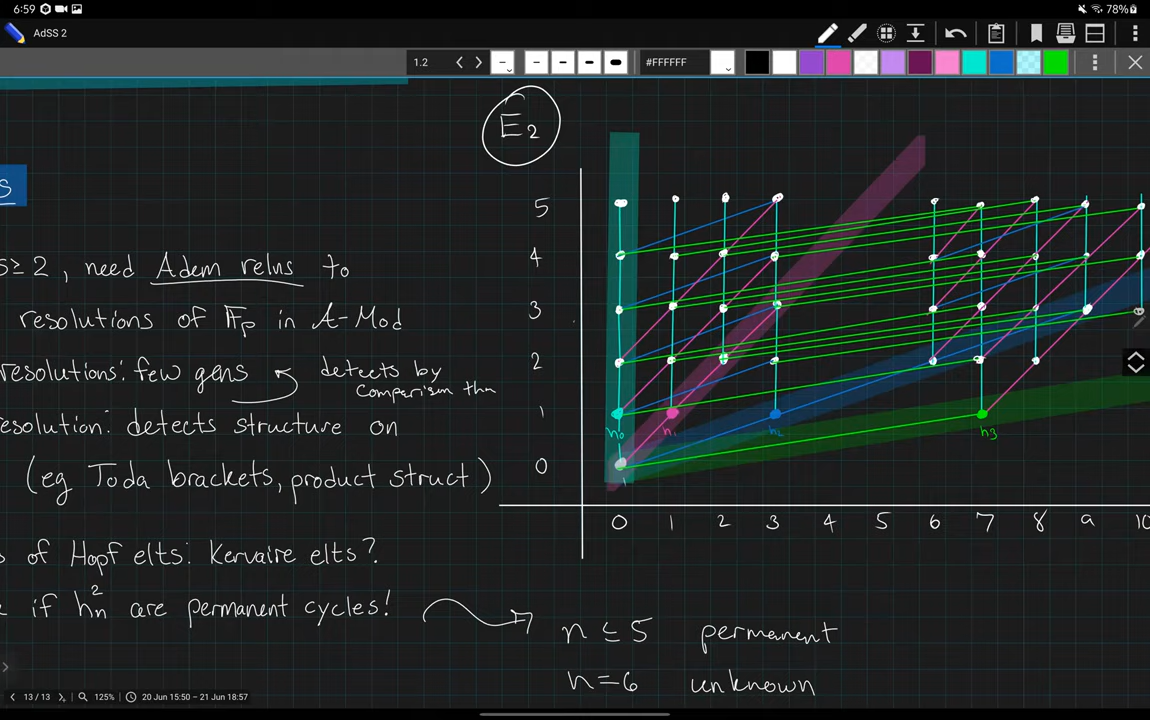 6:59
78%
AdSS 2
1.2
#FFFFFF
E₂
s
s ≥ 2, need Adem relns to
resolutions of 𝔽p in A-Mod
resolutions: few gens
detects by
comparison thm
esolution: detects structure on
(eg Toda brackets, product struct)
s of Hopf elts: Kervaire elts?
if hn² are permanent cycles!
n ≤ 5 permanent
n = 6 unknown
5
4
3
2
1
0
h₀ h₁ h₂ h₃
1
0 1 2 3 4 5 6 7 8 9 10
13 / 13
125%
20 Jun 15:50 - 21 Jun 18:57